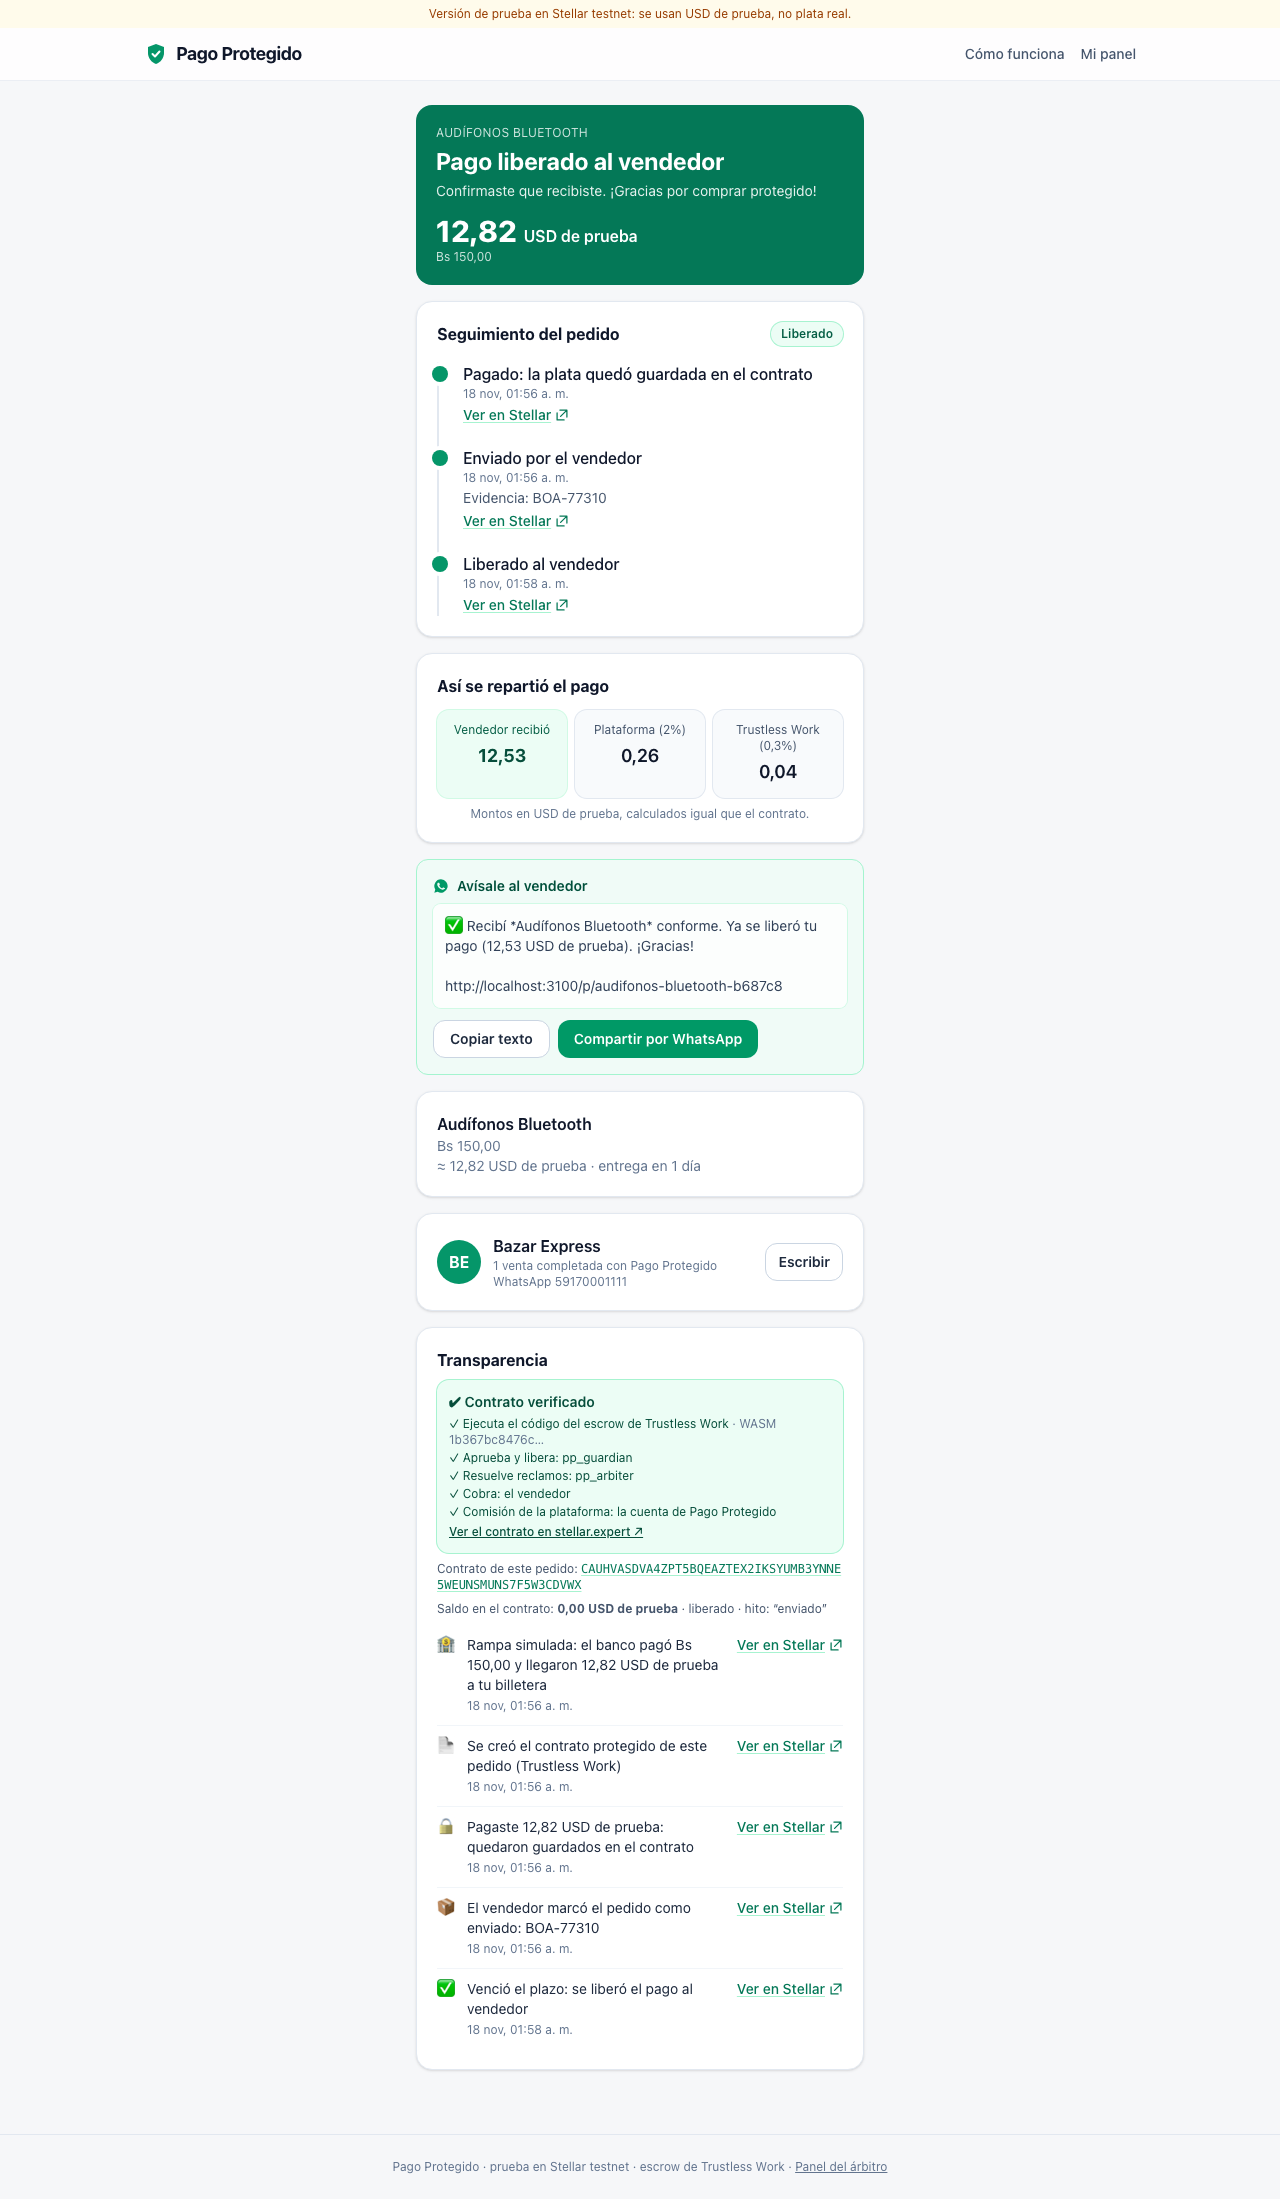 Versión de prueba en Stellar testnet: se usan USD de prueba, no plata real.
Pago Protegido
Cómo funciona
Mi panel
AUDÍFONOS BLUETOOTH
Pago liberado al vendedor
Confirmaste que recibiste. ¡Gracias por comprar protegido!
12,82 USD de prueba
Bs 150,00
Seguimiento del pedido
Liberado
Pagado: la plata quedó guardada en el contrato
18 nov, 01:56 a. m.
Ver en Stellar
Enviado por el vendedor
18 nov, 01:56 a. m.
Evidencia: BOA-77310
Ver en Stellar
Liberado al vendedor
18 nov, 01:58 a. m.
Ver en Stellar
Así se repartió el pago
Vendedor recibió
12,53
Plataforma (2%)
0,26
Trustless Work
(0,3%)
0,04
Montos en USD de prueba, calculados igual que el contrato.
Avísale al vendedor
✅ Recibí *Audífonos Bluetooth* conforme. Ya se liberó tu
pago (12,53 USD de prueba). ¡Gracias!
http://localhost:3100/p/audifonos-bluetooth-b687c8
Copiar texto
Compartir por WhatsApp
Audífonos Bluetooth
Bs 150,00
≈ 12,82 USD de prueba · entrega en 1 día
BE
Bazar Express
1 venta completada con Pago Protegido
WhatsApp 59170001111
Escribir
Transparencia
✔ Contrato verificado
✓ Ejecuta el código del escrow de Trustless Work · WASM
1b367bc8476c…
✓ Aprueba y libera: pp_guardian
✓ Resuelve reclamos: pp_arbiter
✓ Cobra: el vendedor
✓ Comisión de la plataforma: la cuenta de Pago Protegido
Ver el contrato en stellar.expert ↗
Contrato de este pedido: CAUHVASDVA4ZPT5BQEAZTEX2IKSYUMB3YNNE
5WEUNSMUNS7F5W3CDVWX
Saldo en el contrato: 0,00 USD de prueba · liberado · hito: “enviado”
Rampa simulada: el banco pagó Bs
150,00 y llegaron 12,82 USD de prueba
a tu billetera
18 nov, 01:56 a. m.
Ver en Stellar
Se creó el contrato protegido de este
pedido (Trustless Work)
18 nov, 01:56 a. m.
Ver en Stellar
Pagaste 12,82 USD de prueba:
quedaron guardados en el contrato
18 nov, 01:56 a. m.
Ver en Stellar
El vendedor marcó el pedido como
enviado: BOA-77310
18 nov, 01:56 a. m.
Ver en Stellar
Venció el plazo: se liberó el pago al
vendedor
18 nov, 01:58 a. m.
Ver en Stellar
Pago Protegido · prueba en Stellar testnet · escrow de Trustless Work · Panel del árbitro